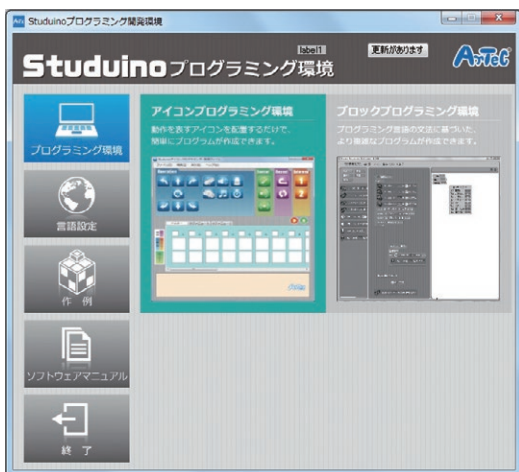 Studuinoプログラミング開発環境
label1
更新があります
ArTeC
Studuinoプログラミング環境
プログラミング環境
言語設定
作 例
ソフトウェアマニュアル
終 了
アイコンプログラミング環境
動作を表すアイコンを配置するだけで、
簡単にプログラムが作成できます。
ブロックプログラミング環境
プログラミング言語の文法に基づいた、
より複雑なプログラムが作成できます。